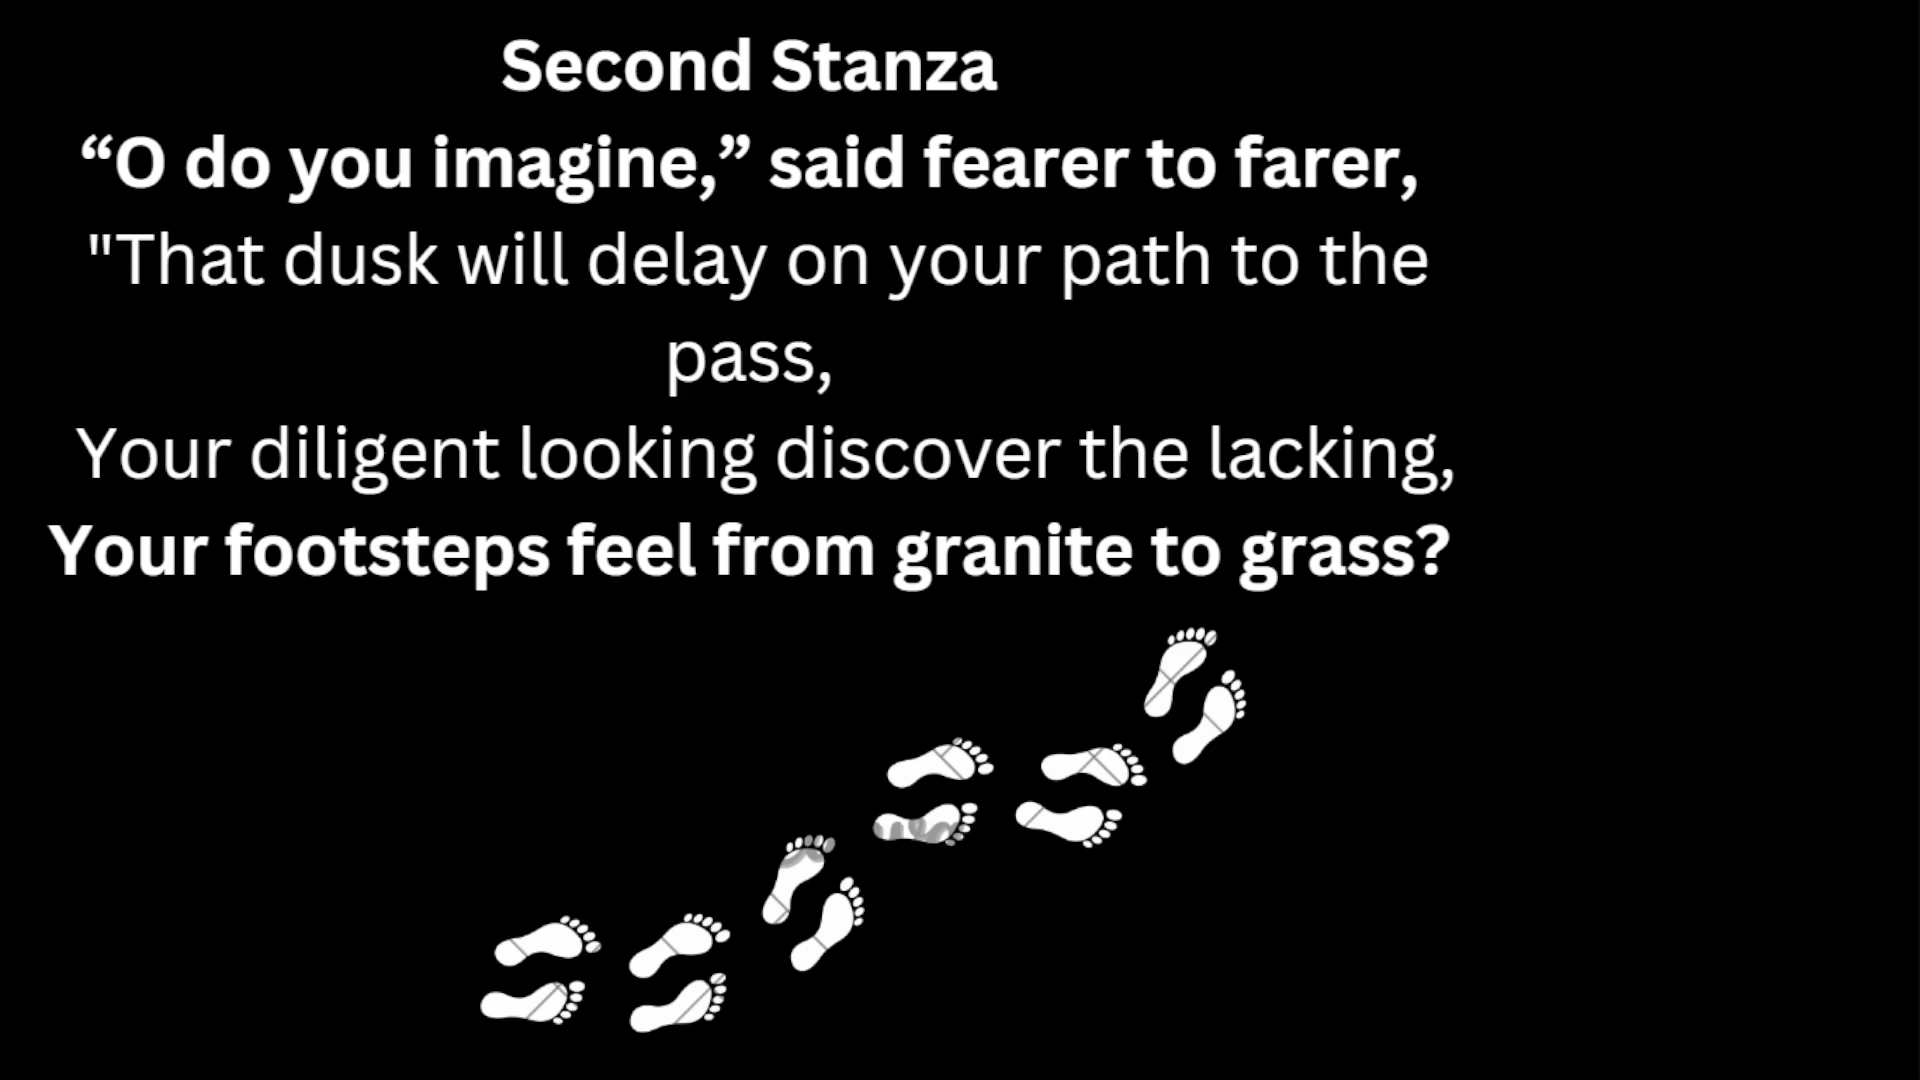 Second Stanza
“O do you imagine,” said fearer to farer,
"That dusk will delay on your path to the
pass,
Your diligent looking discover the lacking,
Your footsteps feel from granite to grass?